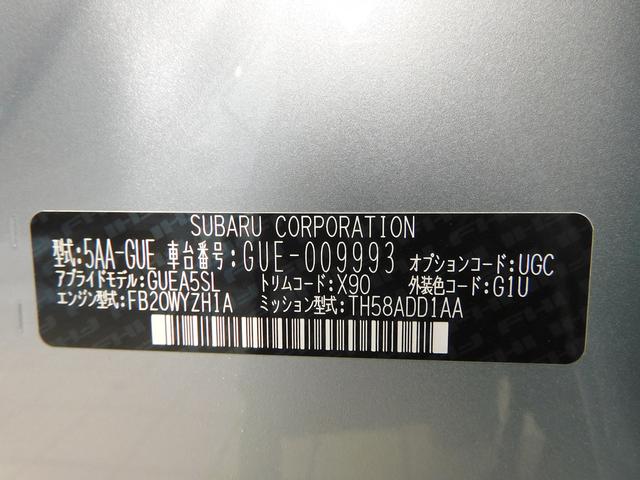 SUBARU CORPORATION
型式:5AA-GUE 車台番号:GUE-009993 オプションコード:UGC
アプライドモデル:GUEA5SL トリムコード:X90 外装色コード:G1U
エンジン型式:FB20WYZH1A ミッション型式:TH58ADD1AA